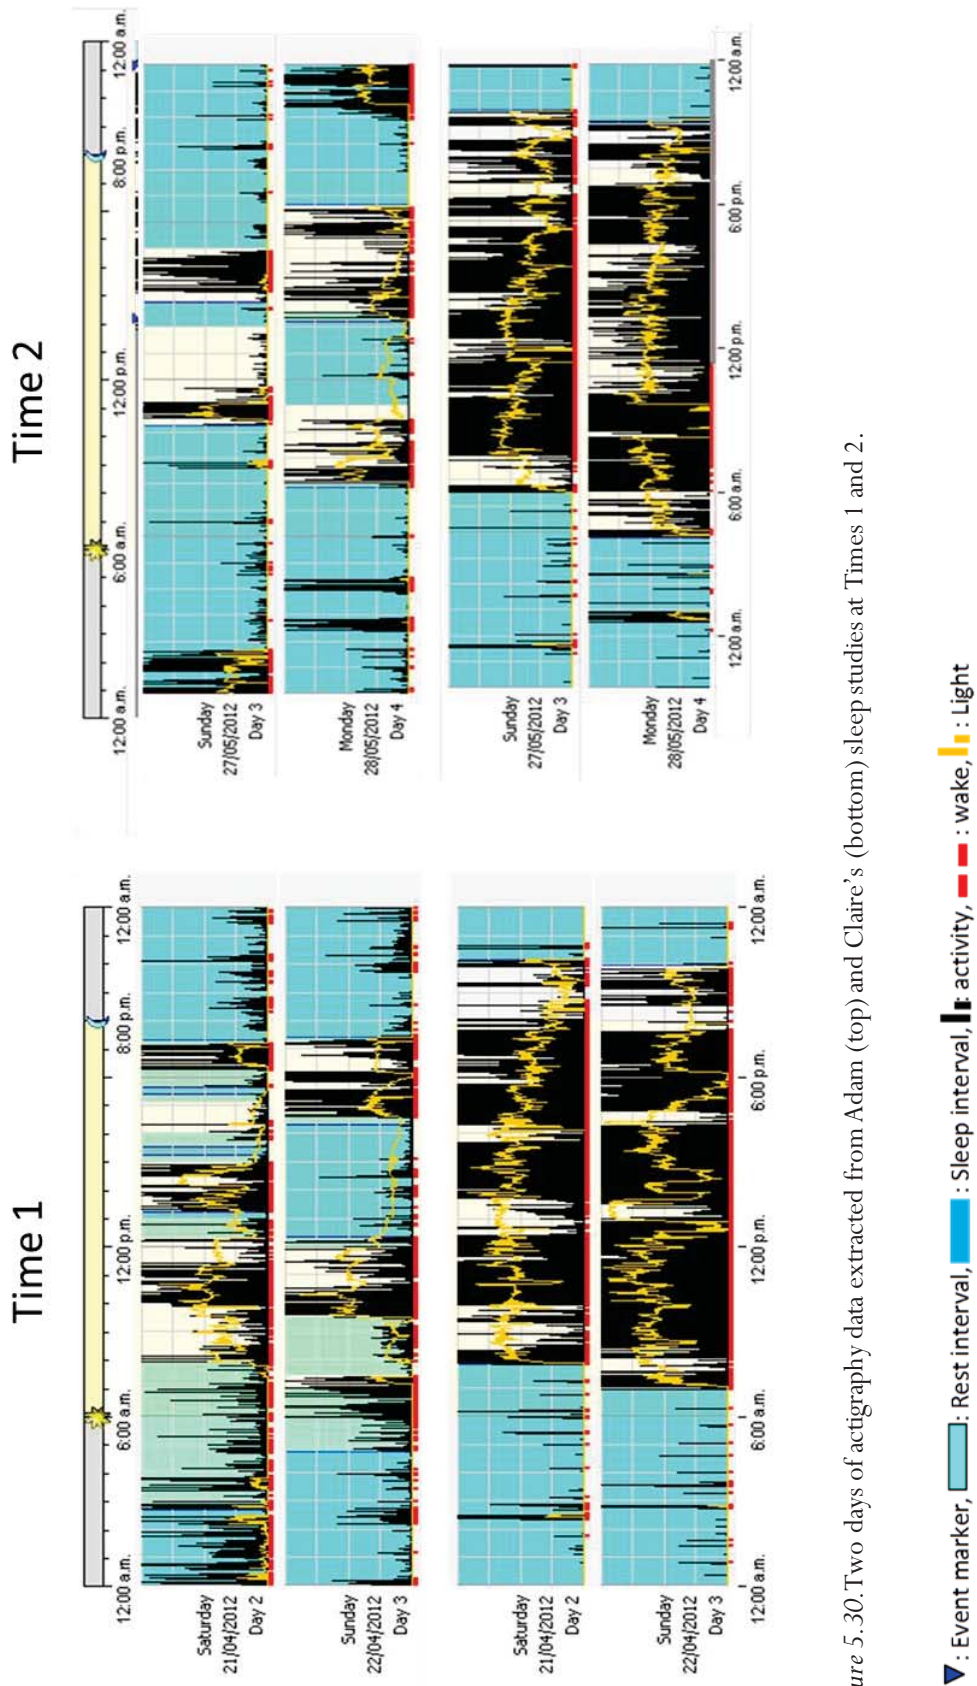 Time 1
12:00 a.m. 6:00 a.m. 12:00 p.m. 8:00 p.m. 12:00 a.m.
Saturday
21/04/2012
Day 2
Sunday
22/04/2012
Day 3
Saturday
21/04/2012
Day 2
Sunday
22/04/2012
Day 3
12:00 a.m. 6:00 a.m. 12:00 p.m. 6:00 p.m. 12:00 a.m.
Time 2
12:00 a.m. 6:00 a.m. 12:00 p.m. 8:00 p.m. 12:00 a.m.
Sunday
27/05/2012
Day 3
Monday
28/05/2012
Day 4
Sunday
27/05/2012
Day 3
Monday
28/05/2012
Day 4
12:00 a.m. 6:00 a.m. 12:00 p.m. 6:00 p.m. 12:00 a.m.
ure 5.30.Two days of actigraphy data extracted from Adam (top) and Claire's (bottom) sleep studies at Times 1 and 2.
: Event marker, : Rest interval, : Sleep interval, : activity, : wake, : Light